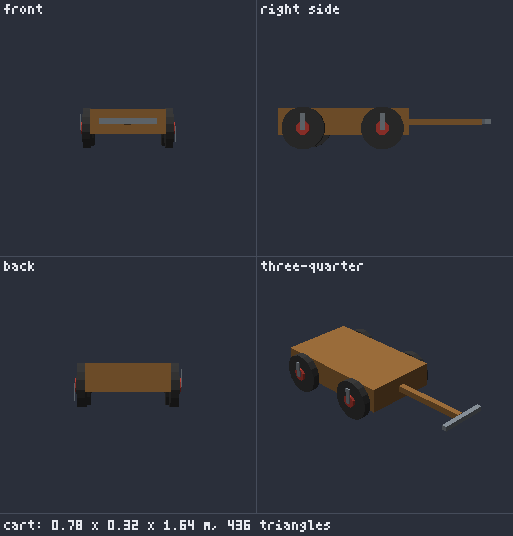 front
right side
back
three-quarter
cart: 0.78 x 0.32 x 1.64 m, 436 triangles